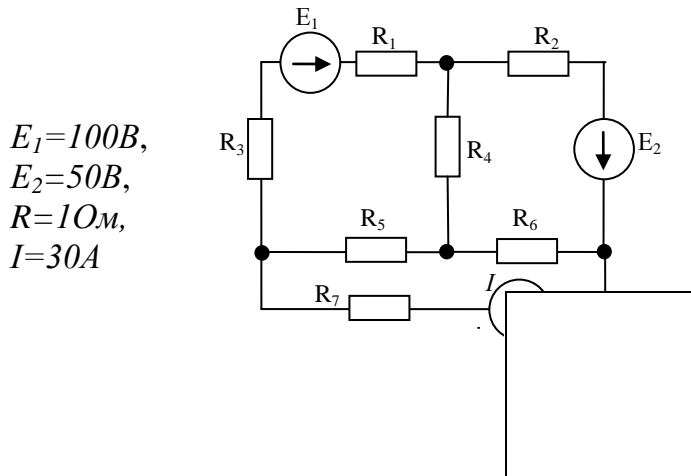 E₁
R₁
R₂
E₁=100В,
E₂=50В,
R=1Ом,
I=30А
R₃
R₄
E₂
R₅
R₆
R₇
I